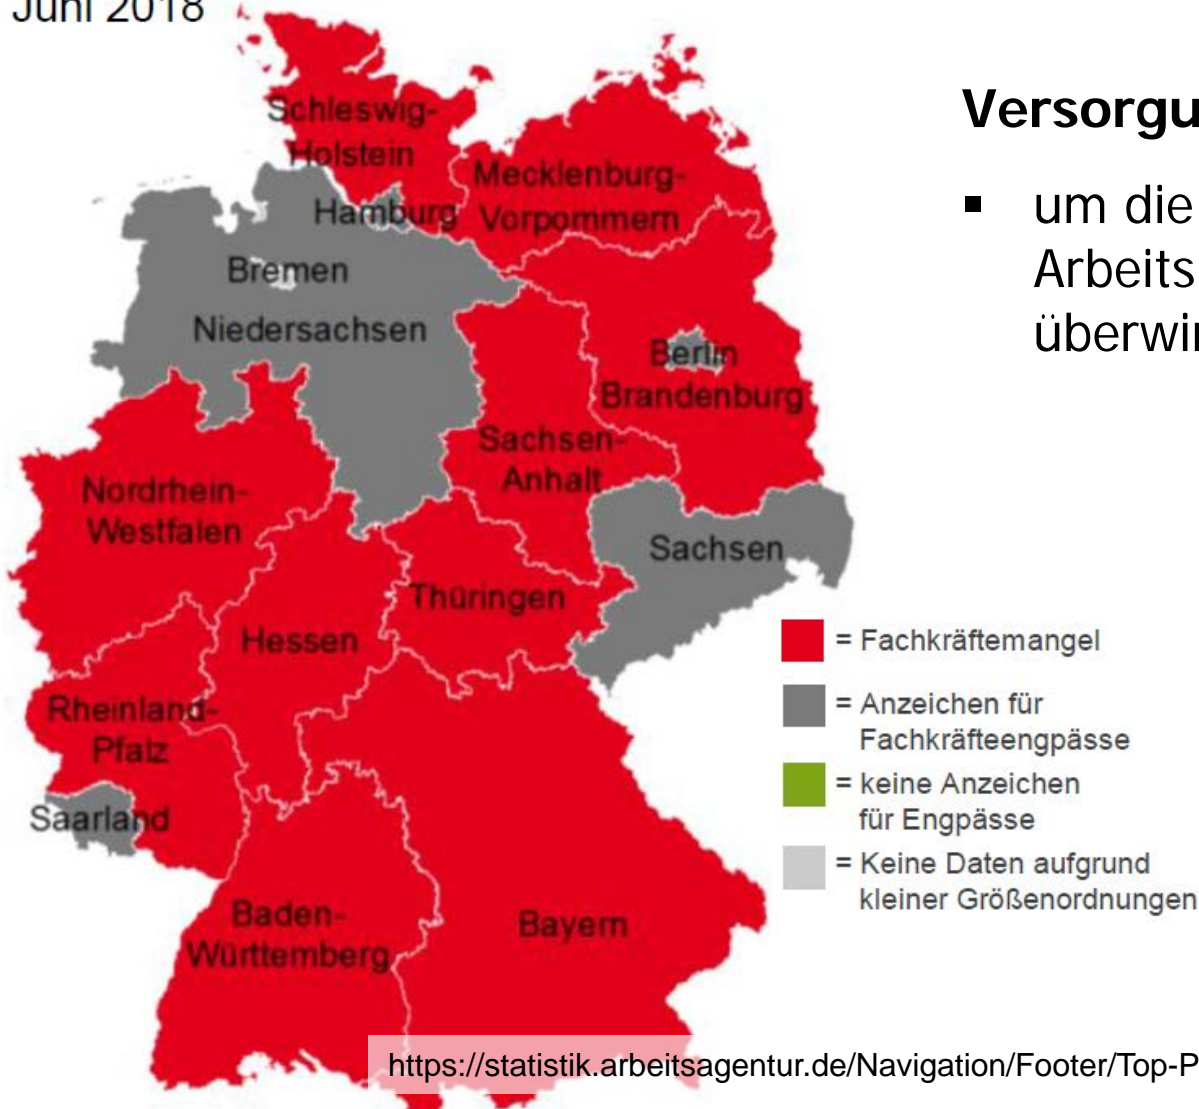 Juni 2018
Schleswig-
Holstein
Mecklenburg-
Vorpommern
Hamburg
Bremen
Niedersachsen
Berlin
Brandenburg
Sachsen-
Anhalt
Nordrhein-
Westfalen
Sachsen
Thüringen
Hessen
Rheinland-
Pfalz
Saarland
Baden-
Württemberg
Bayern
= Fachkräftemangel
= Anzeichen für
Fachkräfteengpässe
= keine Anzeichen
für Engpässe
= Keine Daten aufgrund
kleiner Größenordnungen
Versorgu
▪ um die
Arbeits
überwi
https://statistik.arbeitsagentur.de/Navigation/Footer/Top-P